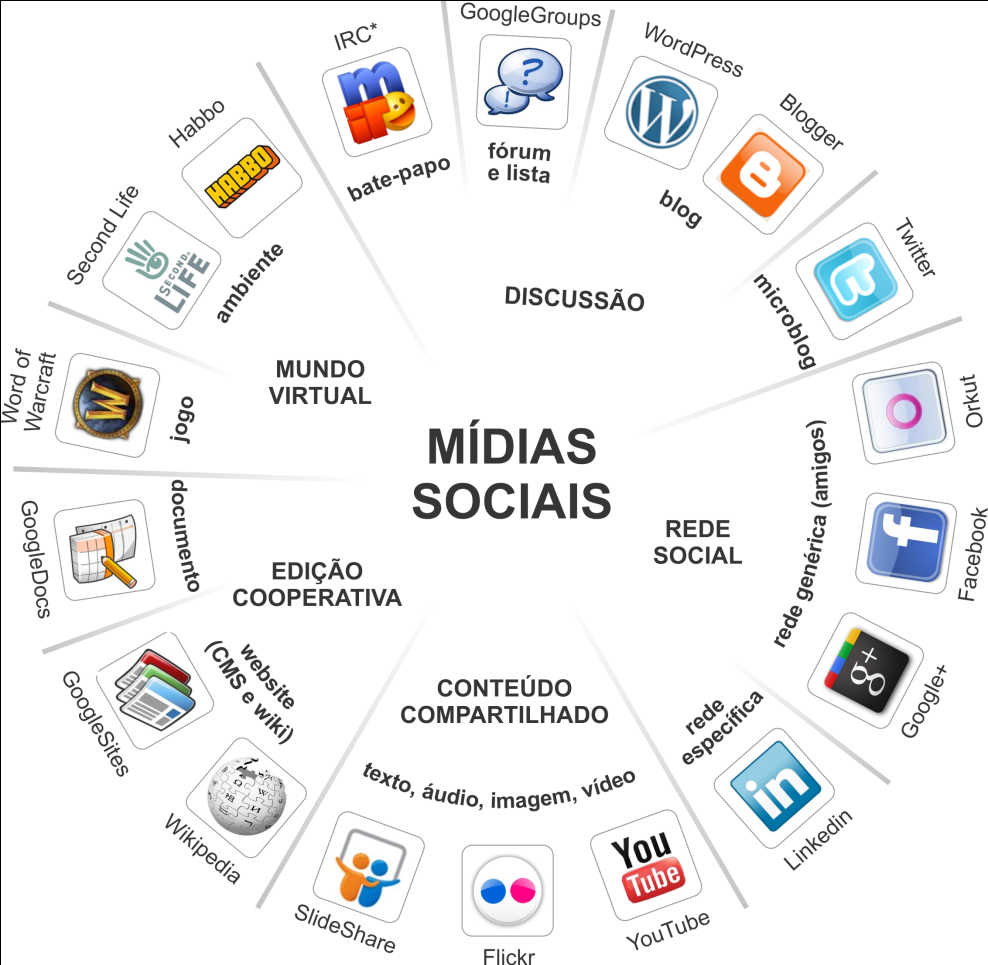 MÍDIAS
SOCIAIS
DISCUSSÃO
IRC*
bate-papo
GoogleGroups
fórum
e lista
WordPress
Blogger
blog
Twitter
microblog
REDE
SOCIAL
Orkut
Facebook
Google+
g+
rede genérica (amigos)
Linkedin
in
rede
específica
CONTEÚDO
COMPARTILHADO
texto, áudio, imagem, vídeo
YouTube
You
Tube
Flickr
SlideShare
EDIÇÃO
COOPERATIVA
Wikipedia
GoogleSites
website
(CMS e wiki)
GoogleDocs
documento
MUNDO
VIRTUAL
Word of
Warcraft
W
jogo
Second Life
SECOND
LIFE
Habbo
HABBO
ambiente